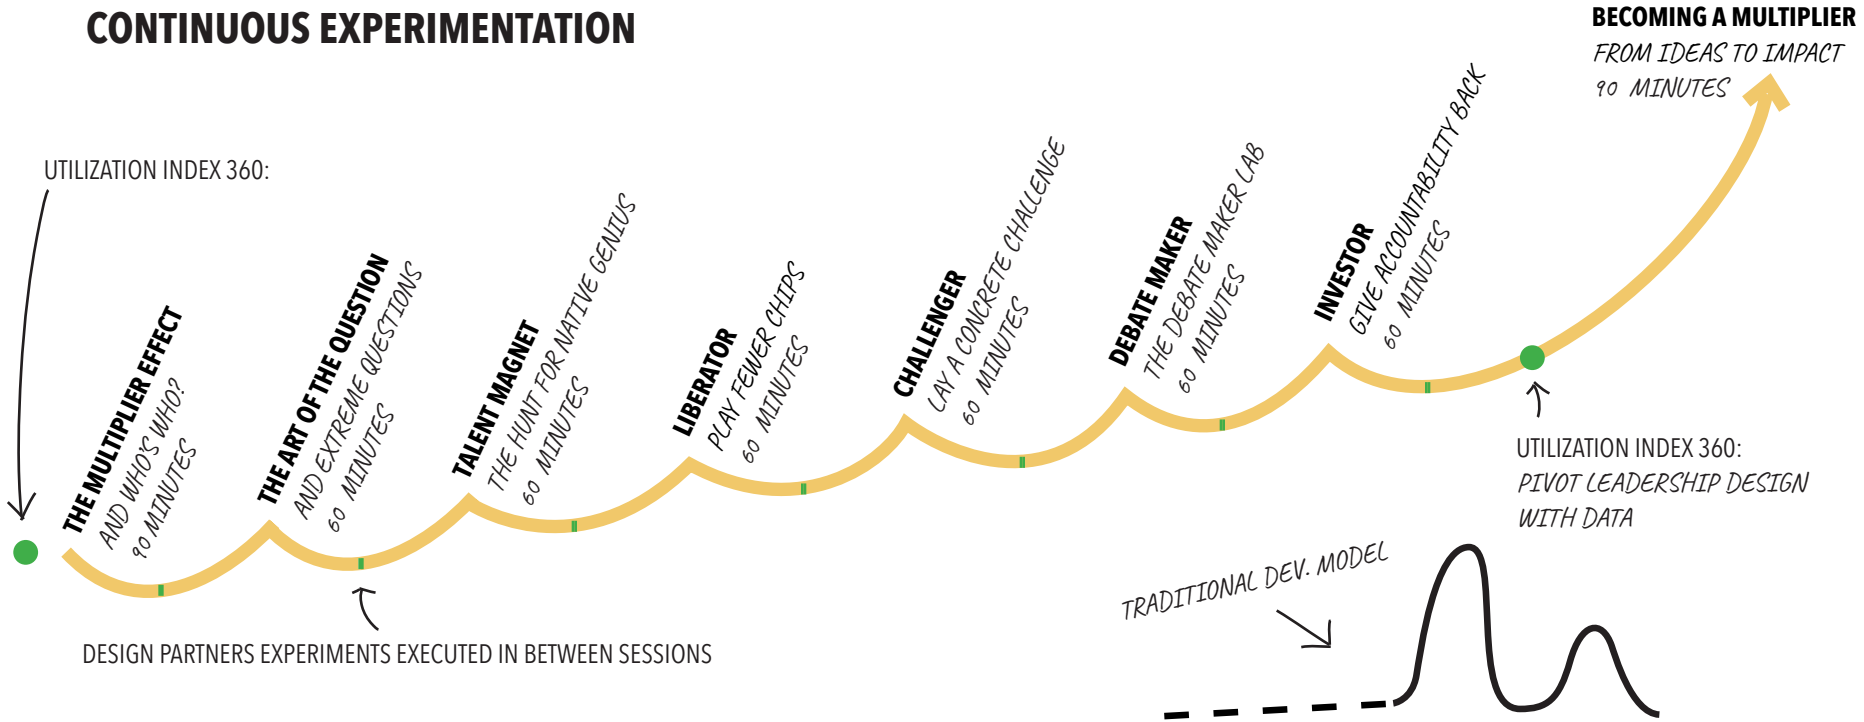 CONTINUOUS EXPERIMENTATION
BECOMING A MULTIPLIER
FROM IDEAS TO IMPACT
90 MINUTES
UTILIZATION INDEX 360:
THE MULTIPLIER EFFECT
AND WHO'S WHO?
90 MINUTES
THE ART OF THE QUESTION
AND EXTREME QUESTIONS
60 MINUTES
TALENT MAGNET
THE HUNT FOR NATIVE GENIUS
60 MINUTES
LIBERATOR
PLAY FEWER CHIPS
60 MINUTES
CHALLENGER
LAY A CONCRETE CHALLENGE
60 MINUTES
DEBATE MAKER
THE DEBATE MAKER LAB
60 MINUTES
INVESTOR
GIVE ACCOUNTABILITY BACK
60 MINUTES
UTILIZATION INDEX 360:
PIVOT LEADERSHIP DESIGN
WITH DATA
DESIGN PARTNERS EXPERIMENTS EXECUTED IN BETWEEN SESSIONS
TRADITIONAL DEV. MODEL